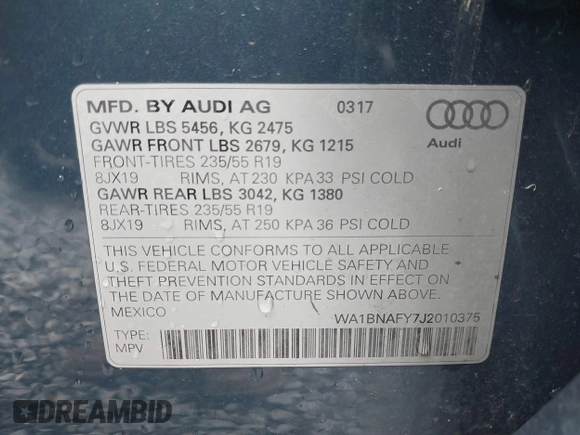 MFD. BY AUDI AG 0317
GVWR LBS 5456, KG 2475
GAWR FRONT LBS 2679, KG 1215
FRONT-TIRES 235/55 R19
8JX19 RIMS, AT 230 KPA 33 PSI COLD
GAWR REAR LBS 3042, KG 1380
REAR-TIRES 235/55 R19
8JX19 RIMS, AT 250 KPA 36 PSI COLD
Audi
THIS VEHICLE CONFORMS TO ALL APPLICABLE
U.S. FEDERAL MOTOR VEHICLE SAFETY AND
THEFT PREVENTION STANDARDS IN EFFECT ON
THE DATE OF MANUFACTURE SHOWN ABOVE.
MEXICO WA1BNAFY7J2010375
TYPE:
MPV
DREAMBID